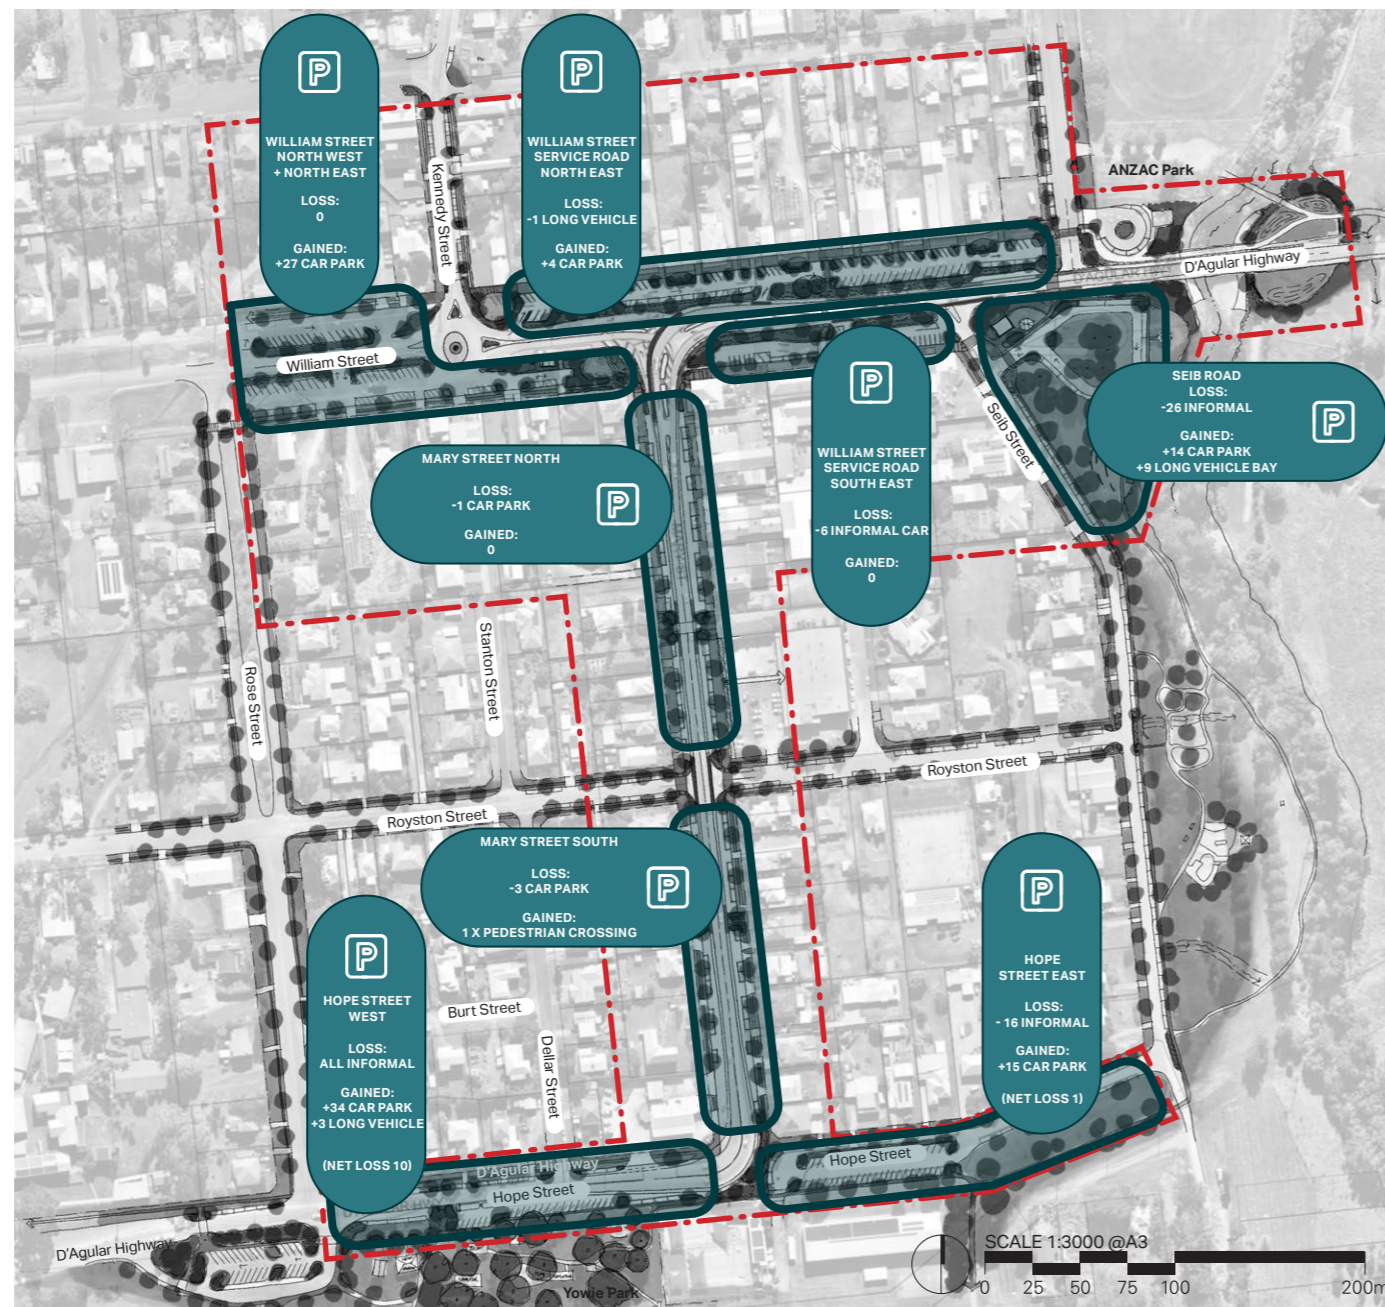 P
WILLIAM STREET
NORTH WEST
+ NORTH EAST
LOSS:
0
GAINED:
+27 CAR PARK
P
WILLIAM STREET
SERVICE ROAD
NORTH EAST
LOSS:
-1 LONG VEHICLE
GAINED:
+4 CAR PARK
Kennedy Street
ANZAC Park
D'Agular Highway
William Street
P
WILLIAM STREET
SERVICE ROAD
SOUTH EAST
LOSS:
-6 INFORMAL CAR
GAINED:
0
Seib Street
SEIB ROAD
LOSS:
-26 INFORMAL
GAINED:
+14 CAR PARK
+9 LONG VEHICLE BAY
P
MARY STREET NORTH
LOSS:
-1 CAR PARK
GAINED:
0
P
Rose Street
Stanton Street
Royston Street
Royston Street
MARY STREET SOUTH
LOSS:
-3 CAR PARK
GAINED:
1 X PEDESTRIAN CROSSING
P
P
HOPE STREET
WEST
LOSS:
ALL INFORMAL
GAINED:
+34 CAR PARK
+3 LONG VEHICLE
(NET LOSS 10)
Burt Street
Dellar Street
P
HOPE
STREET EAST
LOSS:
- 16 INFORMAL
GAINED:
+15 CAR PARK
(NET LOSS 1)
D'Agular Highway
Hope Street
Hope Street
D'Agular Highway
Yowie Park
SCALE 1:3000 @A3
0 25 50 75 100 200m